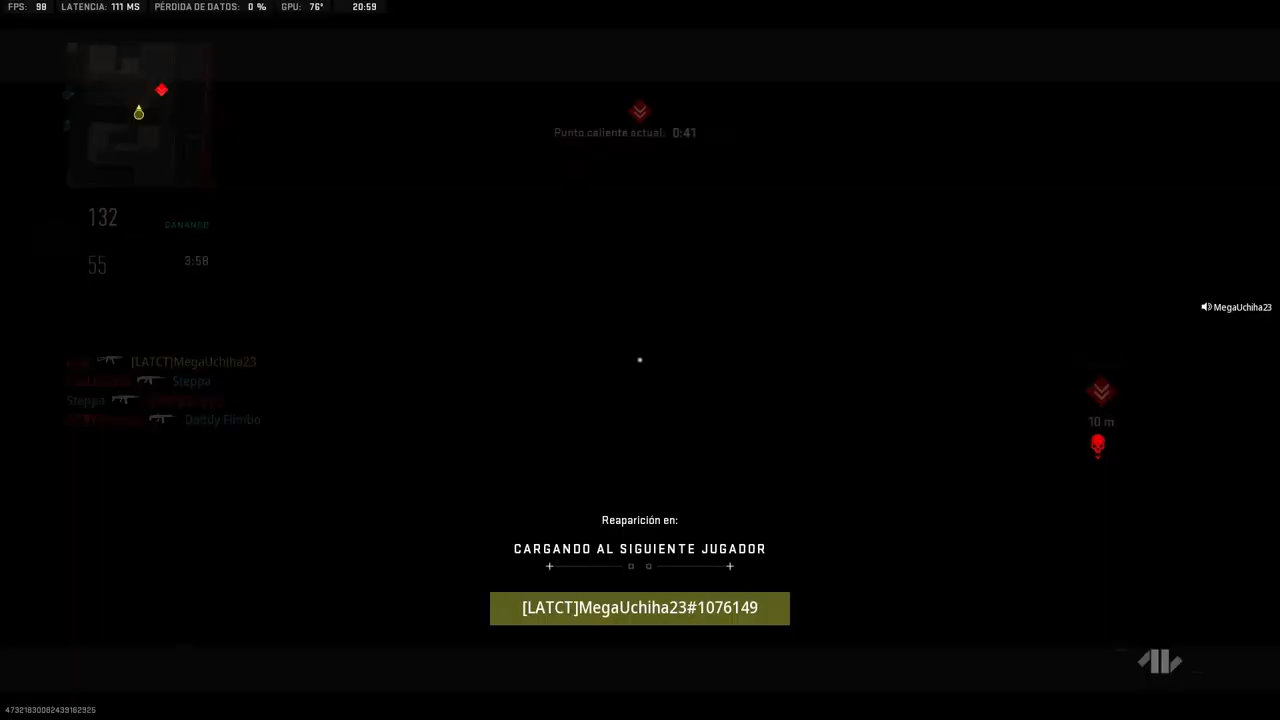 FPS: 98 LATENCIA: 111 MS PÉRDIDA DE DATOS: 0 % GPU: 76° 20:59
Punto caliente actual: 0:41
132 GANANDO
55 3:58
MegaUchiha23
[LATCT]MegaUchiha23
Steppa
Steppa
Daddy Flimbo
10 m
Reaparición en:
CARGANDO AL SIGUIENTE JUGADOR
[LATCT]MegaUchiha23#1076149
47321830082439162925